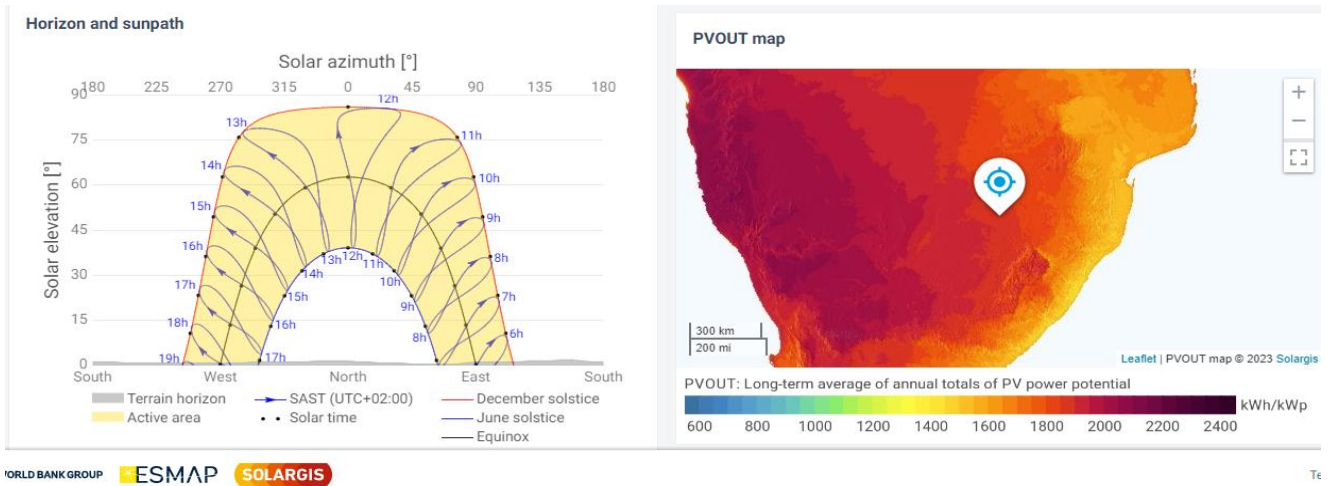 Horizon and sunpath
Solar azimuth [°]
180 225 270 315 0 45 90 135 180
Solar elevation [°]
90
75
60
45
30
15
0
12h
13h
11h
14h
10h
15h
9h
16h
8h
17h
7h
18h
6h
19h
13h 12h 11h
14h
10h
15h
9h
16h
8h
17h
South West North East South
Terrain horizon SAST (UTC+02:00) December solstice
Active area Solar time June solstice
Equinox
PVOUT map
+
−
300 km
200 mi
Leaflet | PVOUT map © 2023 Solargis
PVOUT: Long-term average of annual totals of PV power potential
kWh/kWp
600 800 1000 1200 1400 1600 1800 2000 2200 2400
WORLD BANK GROUP ESMAP SOLARGIS
Te